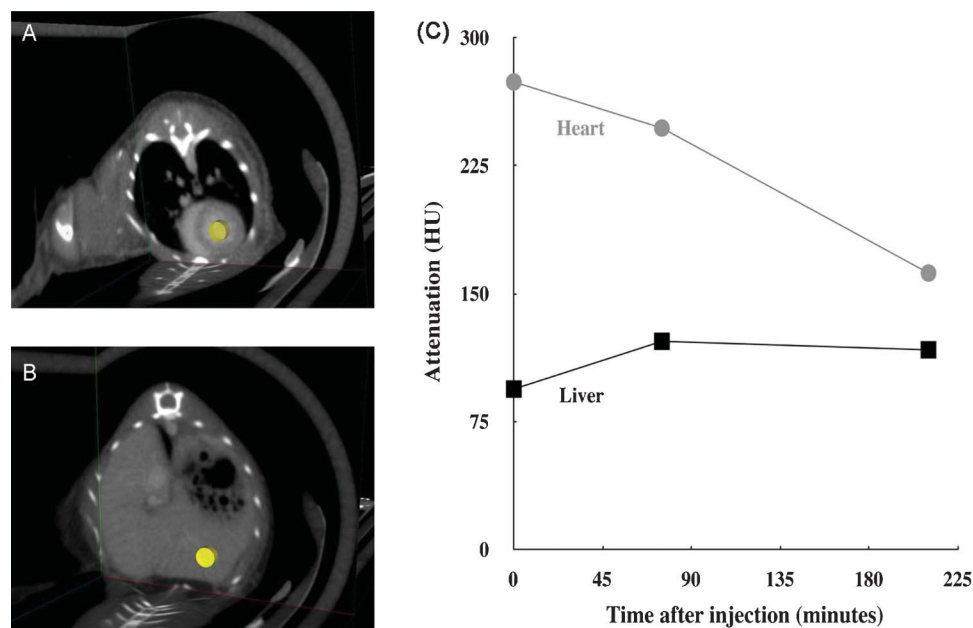 A
B
(C)
300
225
150
75
0
Attenuation (HU)
Heart
Liver
0 45 90 135 180 225
Time after injection (minutes)